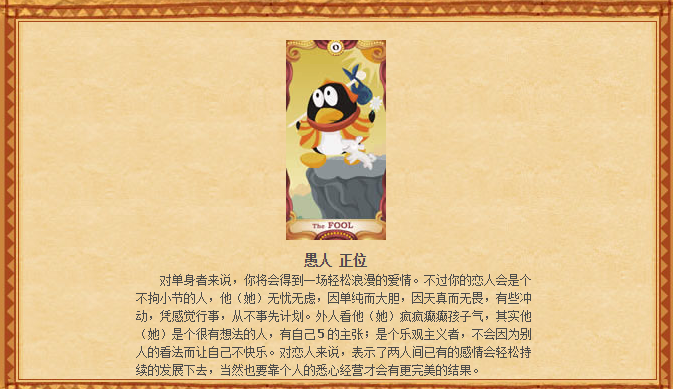 0
The FOOL
愚人 正位
对单身者来说，你将会得到一场轻松浪漫的爱情。不过你的恋人会是个
不拘小节的人，他（她）无忧无虑，因单纯而大胆，因天真而无畏，有些冲
动，凭感觉行事，从不事先计划。外人看他（她）疯疯癫癫孩子气，其实他
（她）是个很有想法的人，有自己5的主张；是个乐观主义者，不会因为别
人的看法而让自己不快乐。对恋人来说，表示了两人间已有的感情会轻松持
续的发展下去，当然也要靠个人的悉心经营才会有更完美的结果。